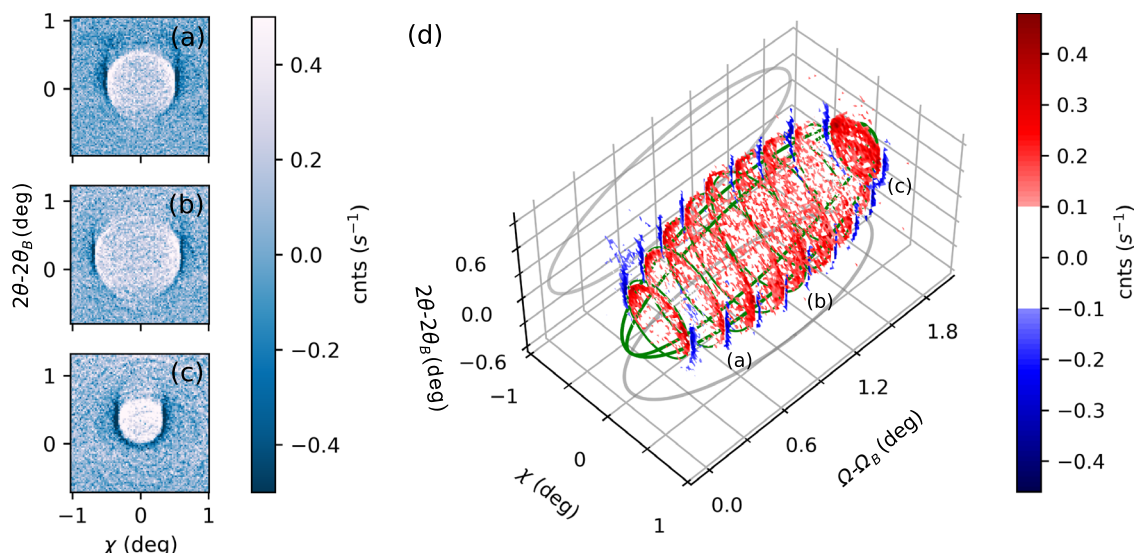 (a)
1
0
(b)
1
0
(c)
1
0
−1 0 1
χ (deg)
2θ-2θ_B (deg)
0.4
0.2
0.0
−0.2
−0.4
cnts (s⁻¹)
(d)
0.6
0.0
−0.6
2θ-2θ_B (deg)
−1
0
1
χ (deg)
0.0
0.6
1.2
1.8
Ω-Ω_B (deg)
(a)
(b)
(c)
0.4
0.3
0.2
0.1
0.0
−0.1
−0.2
−0.3
−0.4
cnts (s⁻¹)